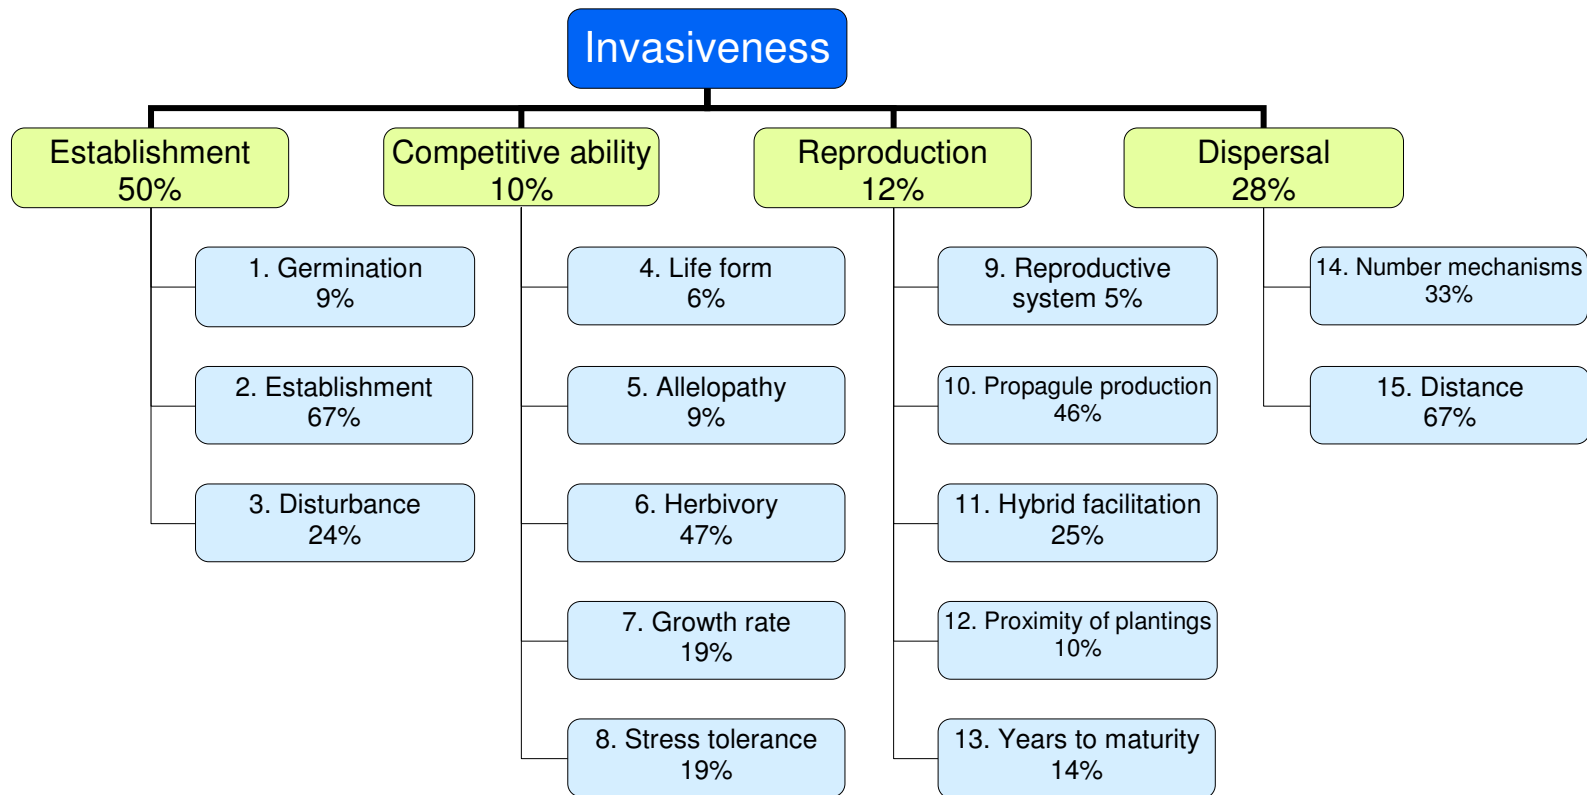 Invasiveness
Establishment
50%
Competitive ability
10%
Reproduction
12%
Dispersal
28%
1. Germination
9%
2. Establishment
67%
3. Disturbance
24%
4. Life form
6%
5. Allelopathy
9%
6. Herbivory
47%
7. Growth rate
19%
8. Stress tolerance
19%
9. Reproductive
system 5%
10. Propagule production
46%
11. Hybrid facilitation
25%
12. Proximity of plantings
10%
13. Years to maturity
14%
14. Number mechanisms
33%
15. Distance
67%